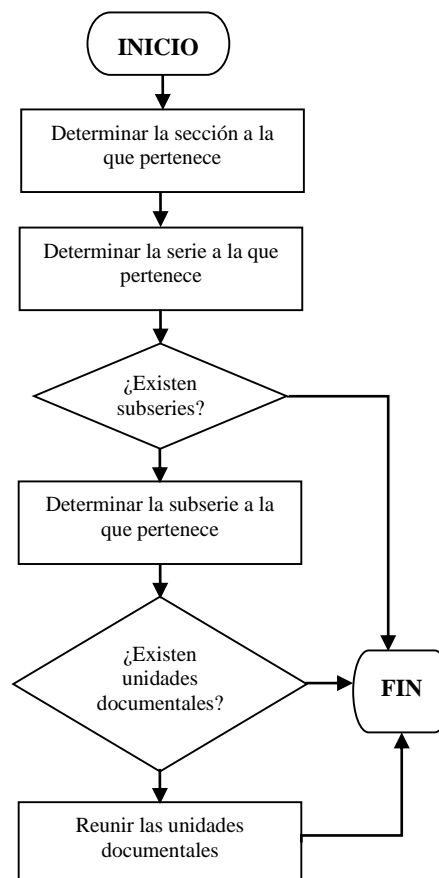 INICIO
Determinar la sección a la
que pertenece
Determinar la serie a la que
pertenece
¿Existen
subseries?
Determinar la subserie a la
que pertenece
¿Existen
unidades
documentales?
FIN
Reunir las unidades
documentales